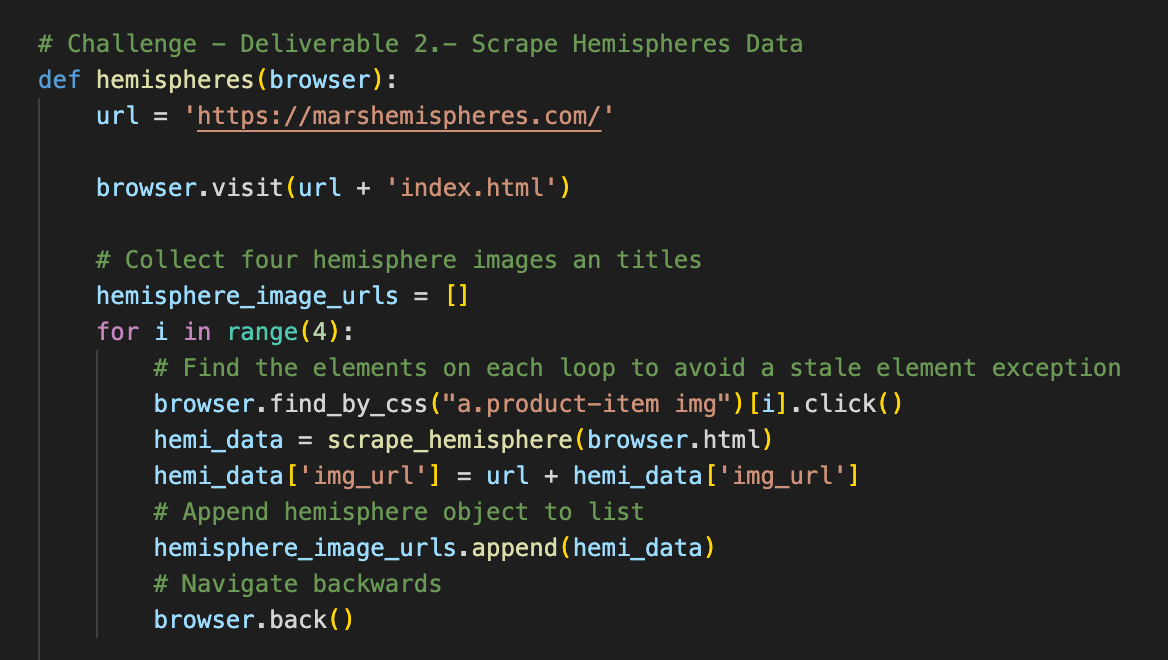 # Challenge - Deliverable 2.- Scrape Hemispheres Data
def hemispheres(browser):
    url = 'https://marshemispheres.com/'

    browser.visit(url + 'index.html')

    # Collect four hemisphere images an titles
    hemisphere_image_urls = []
    for i in range(4):
        # Find the elements on each loop to avoid a stale element exception
        browser.find_by_css("a.product-item img")[i].click()
        hemi_data = scrape_hemisphere(browser.html)
        hemi_data['img_url'] = url + hemi_data['img_url']
        # Append hemisphere object to list
        hemisphere_image_urls.append(hemi_data)
        # Navigate backwards
        browser.back()